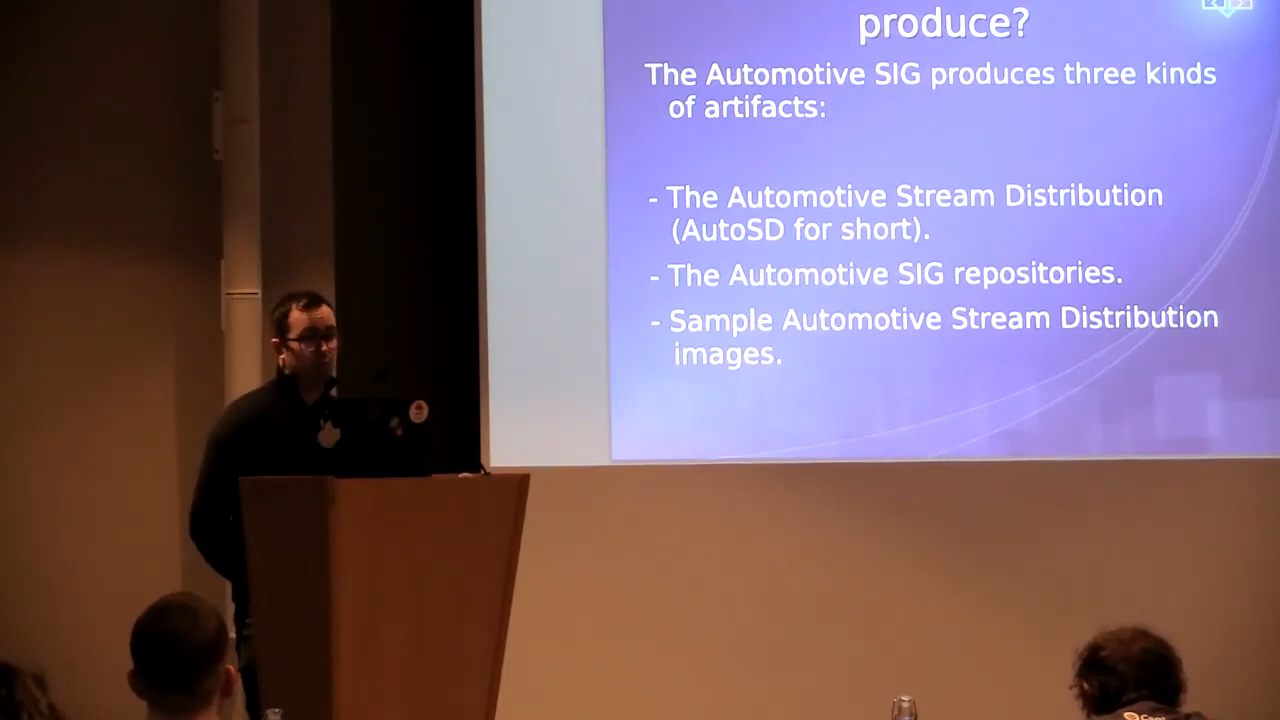 produce?
The Automotive SIG produces three kinds
of artifacts:
- The Automotive Stream Distribution
(AutoSD for short).
- The Automotive SIG repositories.
- Sample Automotive Stream Distribution
images.